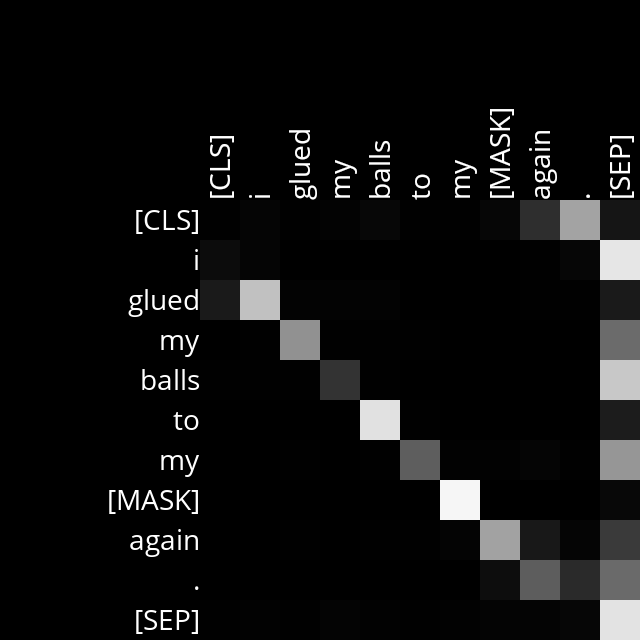 [CLS] i glued my balls to my [MASK] again . [SEP]
[CLS]
i
glued
my
balls
to
my
[MASK]
again
.
[SEP]